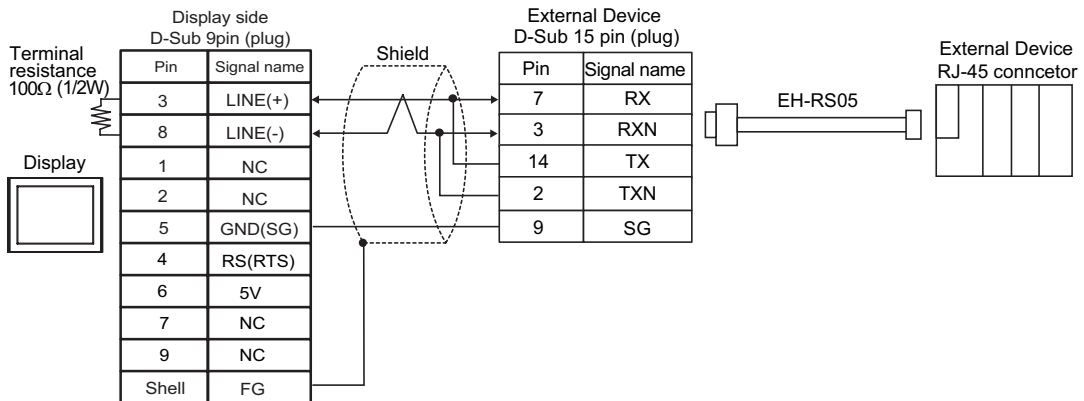 Display side
D-Sub 9pin (plug)
External Device
D-Sub 15 pin (plug)
External Device
RJ-45 conncetor
Terminal
resistance
100Ω (1/2W)
Shield
EH-RS05
Display
Pin Signal name
3 LINE(+)
8 LINE(-)
1 NC
2 NC
5 GND(SG)
4 RS(RTS)
6 5V
7 NC
9 NC
Shell FG
Pin Signal name
7 RX
3 RXN
14 TX
2 TXN
9 SG